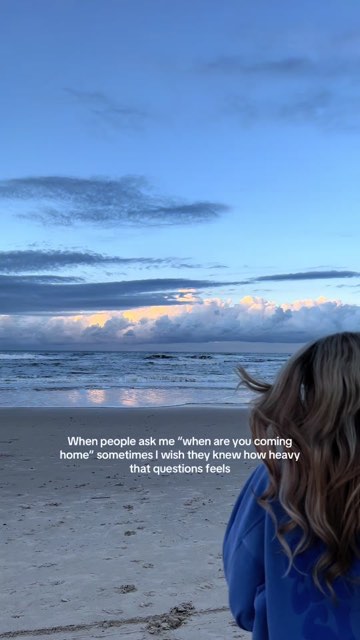 When people ask me “when are you coming
home” sometimes I wish they knew how heavy
that questions feels